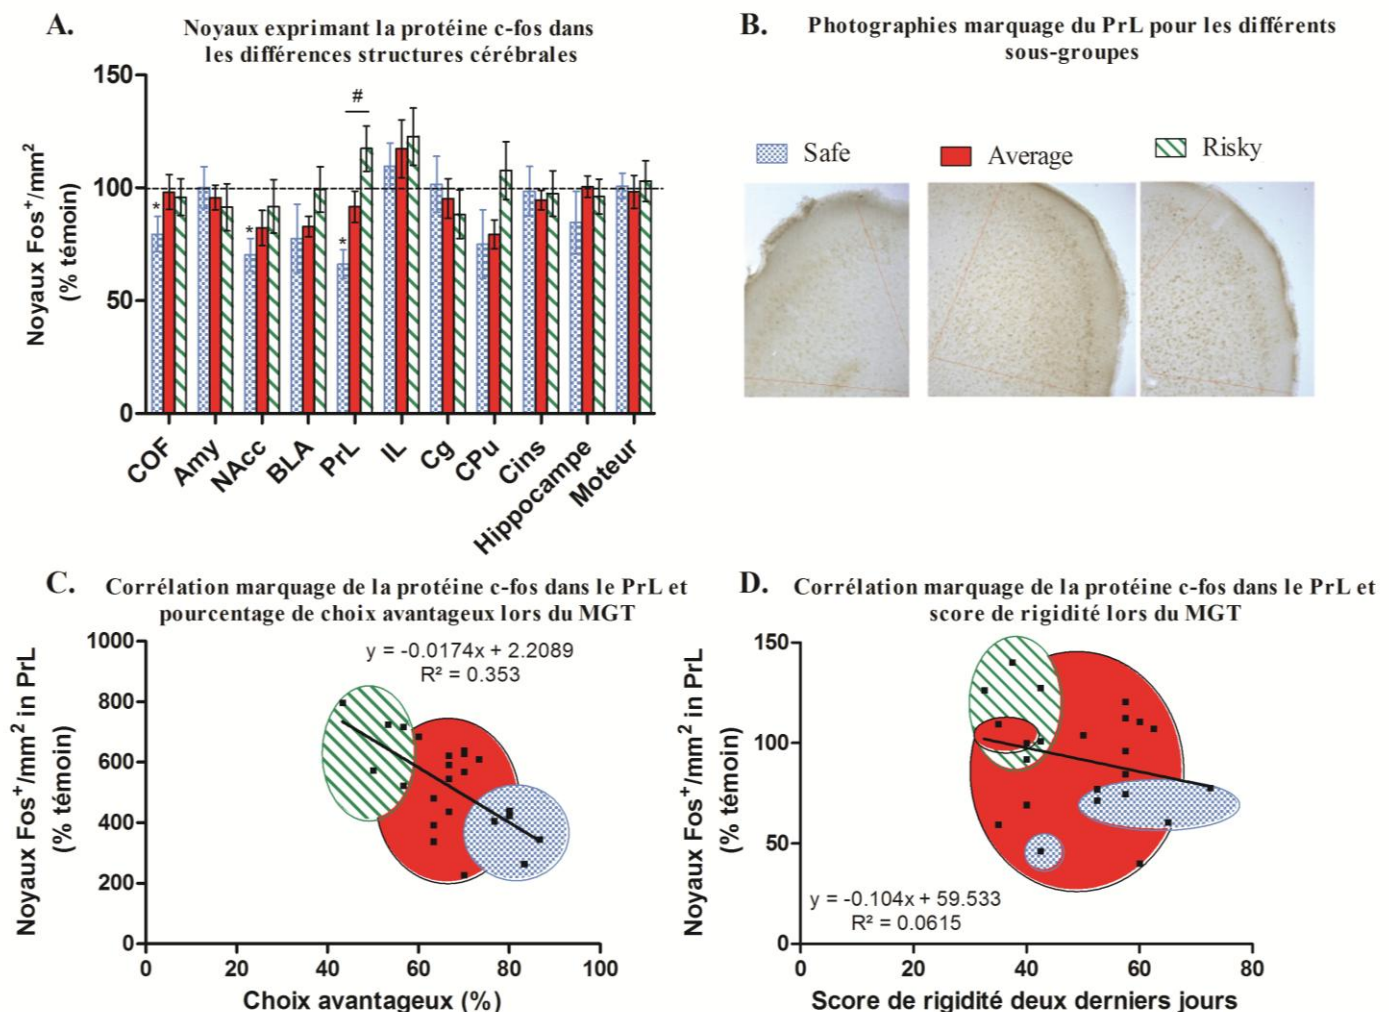 A.
Noyaux exprimant la protéine c-fos dans
les différences structures cérébrales
150
100
50
0
Noyaux Fos+/mm2
(% témoin)
*
*
*
#
COF
Amy
NAcc
BLA
PrL
IL
Cg
CPu
Cins
Hippocampe
Moteur
B.
Photographies marquage du PrL pour les différents
sous-groupes
Safe
Average
Risky
C.
Corrélation marquage de la protéine c-fos dans le PrL et
pourcentage de choix avantageux lors du MGT
1000
800
600
400
200
0
Noyaux Fos+/mm2 in PrL
(% témoin)
y = -0.0174x + 2.2089
R² = 0.353
0 20 40 60 80 100
Choix avantageux (%)
D.
Corrélation marquage de la protéine c-fos dans le PrL et
score de rigidité lors du MGT
150
100
50
0
Noyaux Fos+/mm2 in PrL
(% témoin)
y = -0.104x + 59.533
R² = 0.0615
0 20 40 60 80
Score de rigidité deux derniers jours